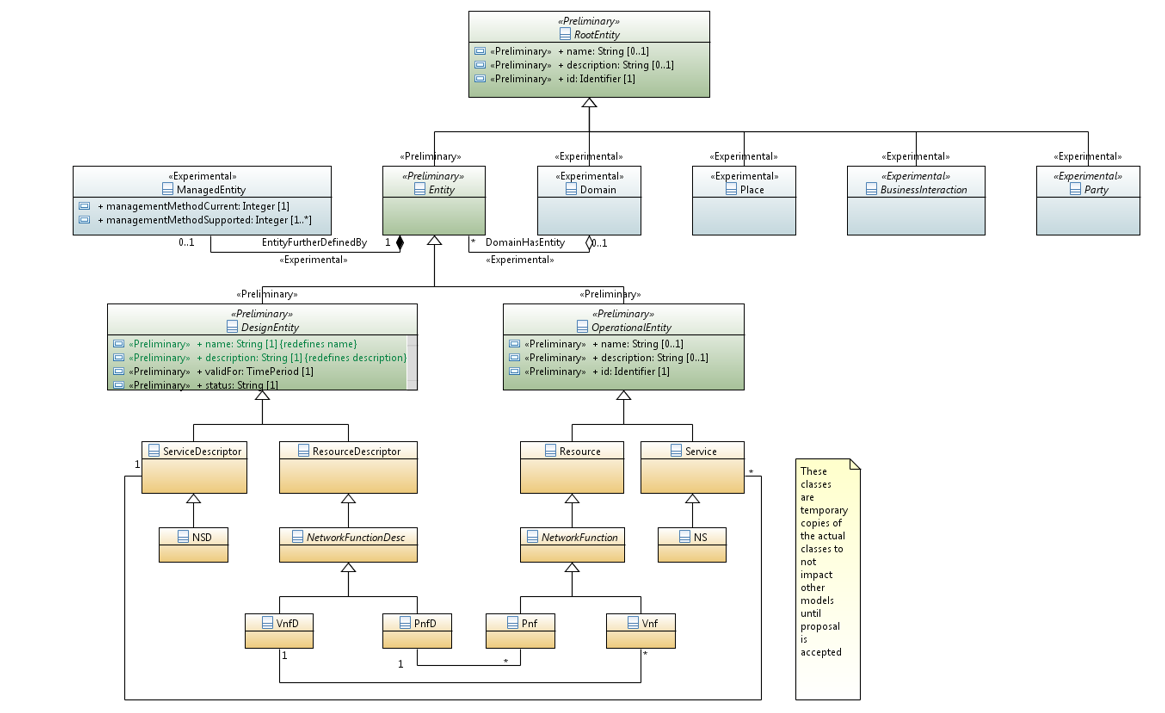 «Preliminary»
RootEntity
«Preliminary» + name: String [0..1]
«Preliminary» + description: String [0..1]
«Preliminary» + id: Identifier [1]
«Preliminary» «Experimental» «Experimental» «Experimental» «Experimental»
«Experimental»
ManagedEntity
+ managementMethodCurrent: Integer [1]
+ managementMethodSupported: Integer [1..*]
«Preliminary»
Entity
«Experimental»
Domain
Place
«Experimental»
BusinessInteraction
«Experimental»
Party
0..1 EntityFurtherDefinedBy 1 * DomainHasEntity 0..1
«Experimental» «Experimental»
«Preliminary» «Preliminary»
«Preliminary»
DesignEntity
«Preliminary» + name: String [1] {redefines name}
«Preliminary» + description: String [1] {redefines description}
«Preliminary» + validFor: TimePeriod [1]
«Preliminary» + status: String [1]
«Preliminary»
OperationalEntity
«Preliminary» + name: String [0..1]
«Preliminary» + description: String [0..1]
«Preliminary» + id: Identifier [1]
ServiceDescriptor ResourceDescriptor Resource Service
1 *
NSD NetworkFunctionDesc NetworkFunction NS
VnfD PnfD Pnf Vnf
1 *
1 *
These
classes
are
temporary
copies of
the actual
classes to
not
impact
other
models
until
proposal
is
accepted